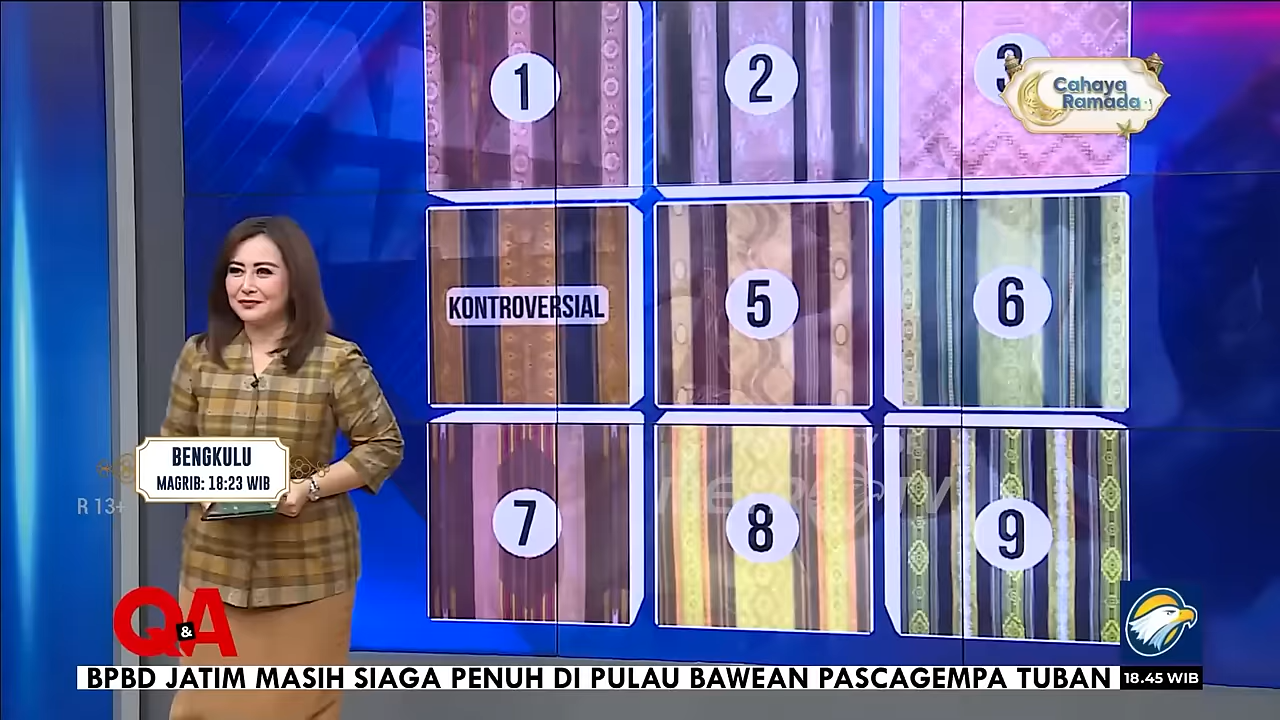 1
2
3
Cahaya
Ramadan
KONTROVERSIAL
5
6
BENGKULU
MAGRIB: 18:23 WIB
R 13+
7
8
9
Q&A
BPBD JATIM MASIH SIAGA PENUH DI PULAU BAWEAN PASCAGEMPA TUBAN
18.45 WIB